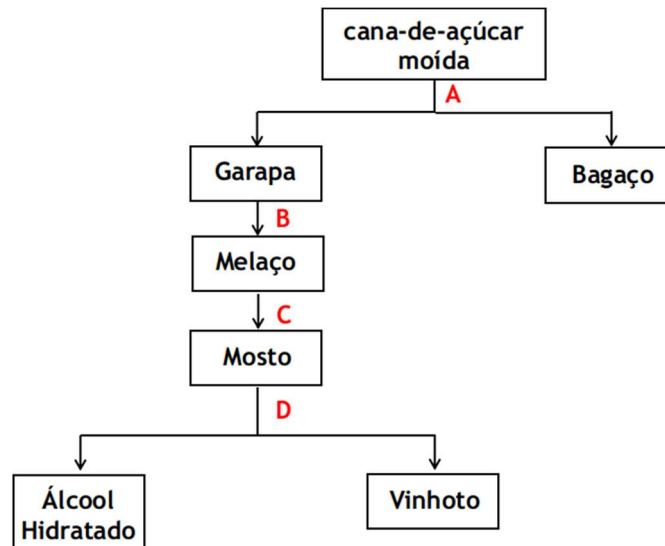 cana-de-açúcar
moída
A
Garapa
Bagaço
B
Melaço
C
Mosto
D
Álcool
Hidratado
Vinhoto